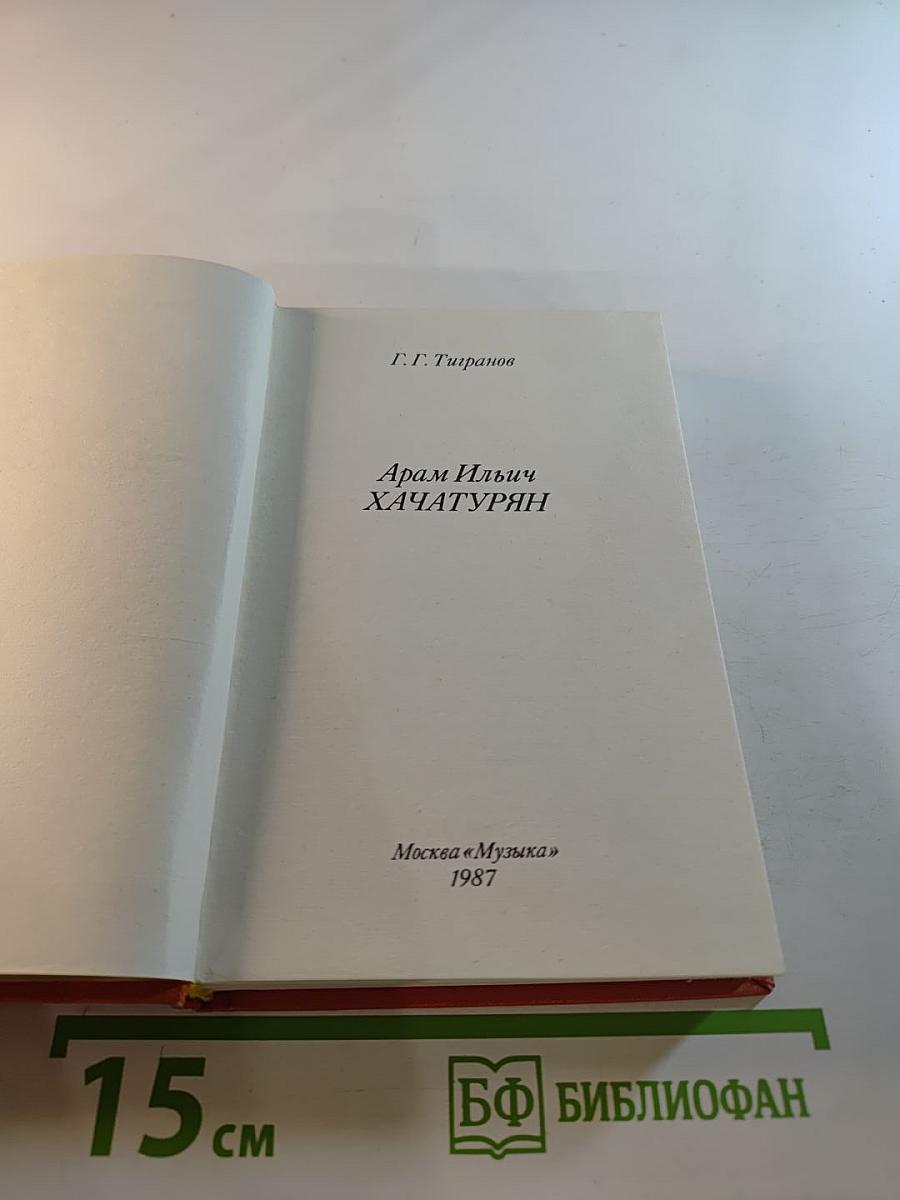 Г. Г. Тигранов
Арам Ильич
ХАЧАТУРЯН
Москва «Музыка»
1987
15 см
БФ БИБЛИОФАН